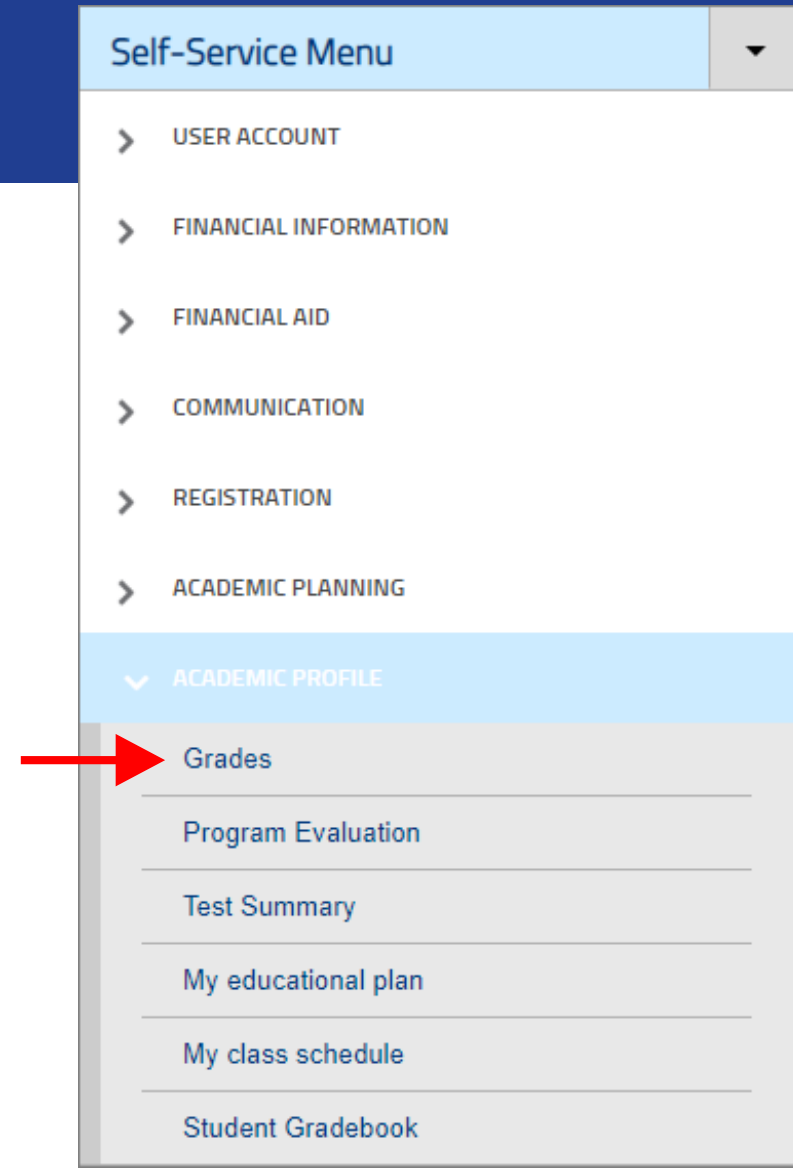 Self-Service Menu
USER ACCOUNT
FINANCIAL INFORMATION
FINANCIAL AID
COMMUNICATION
REGISTRATION
ACADEMIC PLANNING
ACADEMIC PROFILE
Grades
Program Evaluation
Test Summary
My educational plan
My class schedule
Student Gradebook